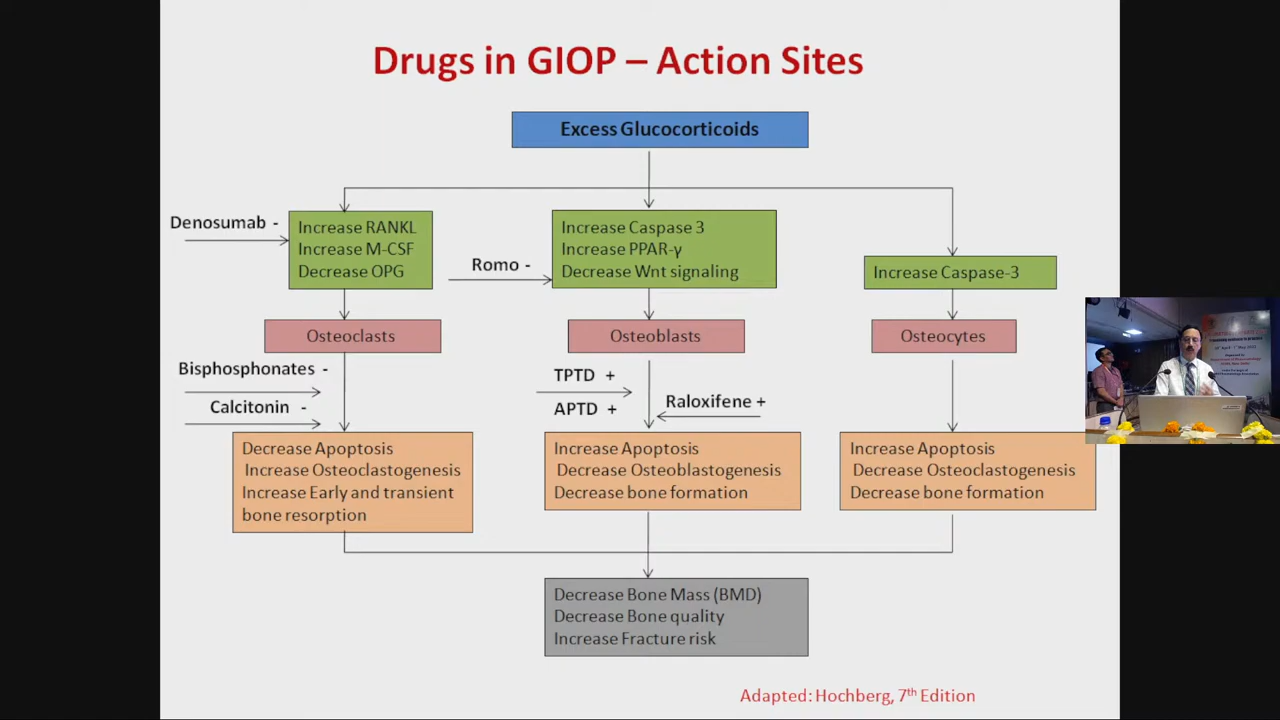 Drugs in GIOP – Action Sites
Excess Glucocorticoids
Denosumab -
Increase RANKL
Increase M-CSF
Decrease OPG
Romo -
Increase Caspase 3
Increase PPAR-γ
Decrease Wnt signaling
Increase Caspase-3
Osteoclasts
Osteoblasts
Osteocytes
Bisphosphonates -
Calcitonin -
TPTD +
APTD +
Raloxifene +
Decrease Apoptosis
Increase Osteoclastogenesis
Increase Early and transient
bone resorption
Increase Apoptosis
Decrease Osteoblastogenesis
Decrease bone formation
Increase Apoptosis
Decrease Osteoclastogenesis
Decrease bone formation
Decrease Bone Mass (BMD)
Decrease Bone quality
Increase Fracture risk
Adapted: Hochberg, 7th Edition